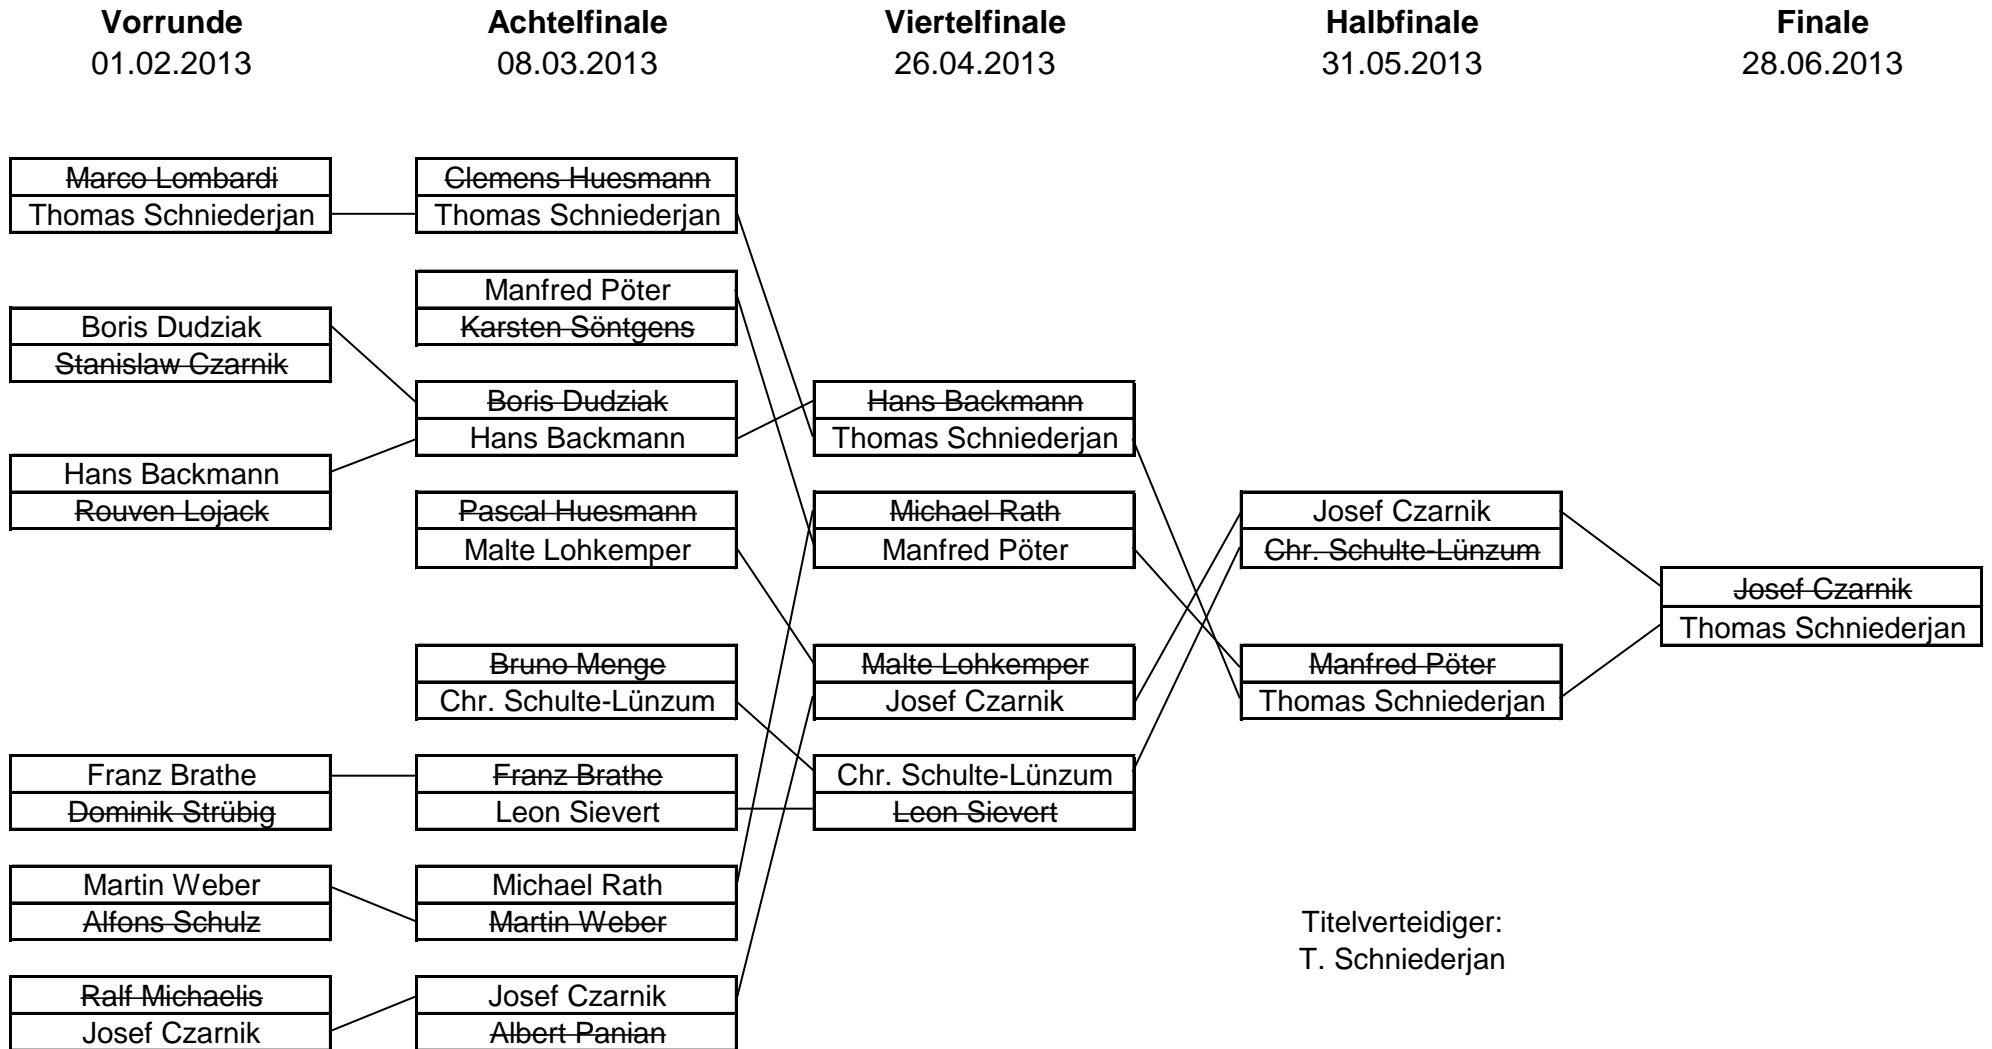 Vorrunde
01.02.2013
Achtelfinale
08.03.2013
Viertelfinale
26.04.2013
Halbfinale
31.05.2013
Finale
28.06.2013
Marco Lombardi
Thomas Schniederjan
Boris Dudziak
Stanislaw Czarnik
Hans Backmann
Rouven Lojack
Franz Brathe
Dominik Strübig
Martin Weber
Alfons Schulz
Ralf Michaelis
Josef Czarnik
Clemens Huesmann
Thomas Schniederjan
Manfred Pöter
Karsten Söntgens
Boris Dudziak
Hans Backmann
Pascal Huesmann
Malte Lohkemper
Bruno Menge
Chr. Schulte-Lünzum
Franz Brathe
Leon Sievert
Michael Rath
Martin Weber
Josef Czarnik
Albert Panian
Hans Backmann
Thomas Schniederjan
Michael Rath
Manfred Pöter
Malte Lohkemper
Josef Czarnik
Chr. Schulte-Lünzum
Leon Sievert
Josef Czarnik
Chr. Schulte-Lünzum
Manfred Pöter
Thomas Schniederjan
Josef Czarnik
Thomas Schniederjan
Titelverteidiger:
T. Schniederjan